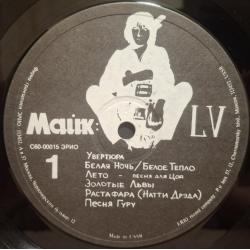 Майк:
LV
С60-00015 ЭРИО
1
УВЕРТЮРА
БЕЛАЯ НОЧЬ / БЕЛОЕ ТЕПЛО
ЛЕТО - ПЕСНЯ ДЛЯ ЦОЯ
ЗОЛОТЫЕ ЛЬВЫ
РАСТАФАРА (НАТТИ ДРЭДА)
ПЕСНЯ ГУРУ
Made in USSR